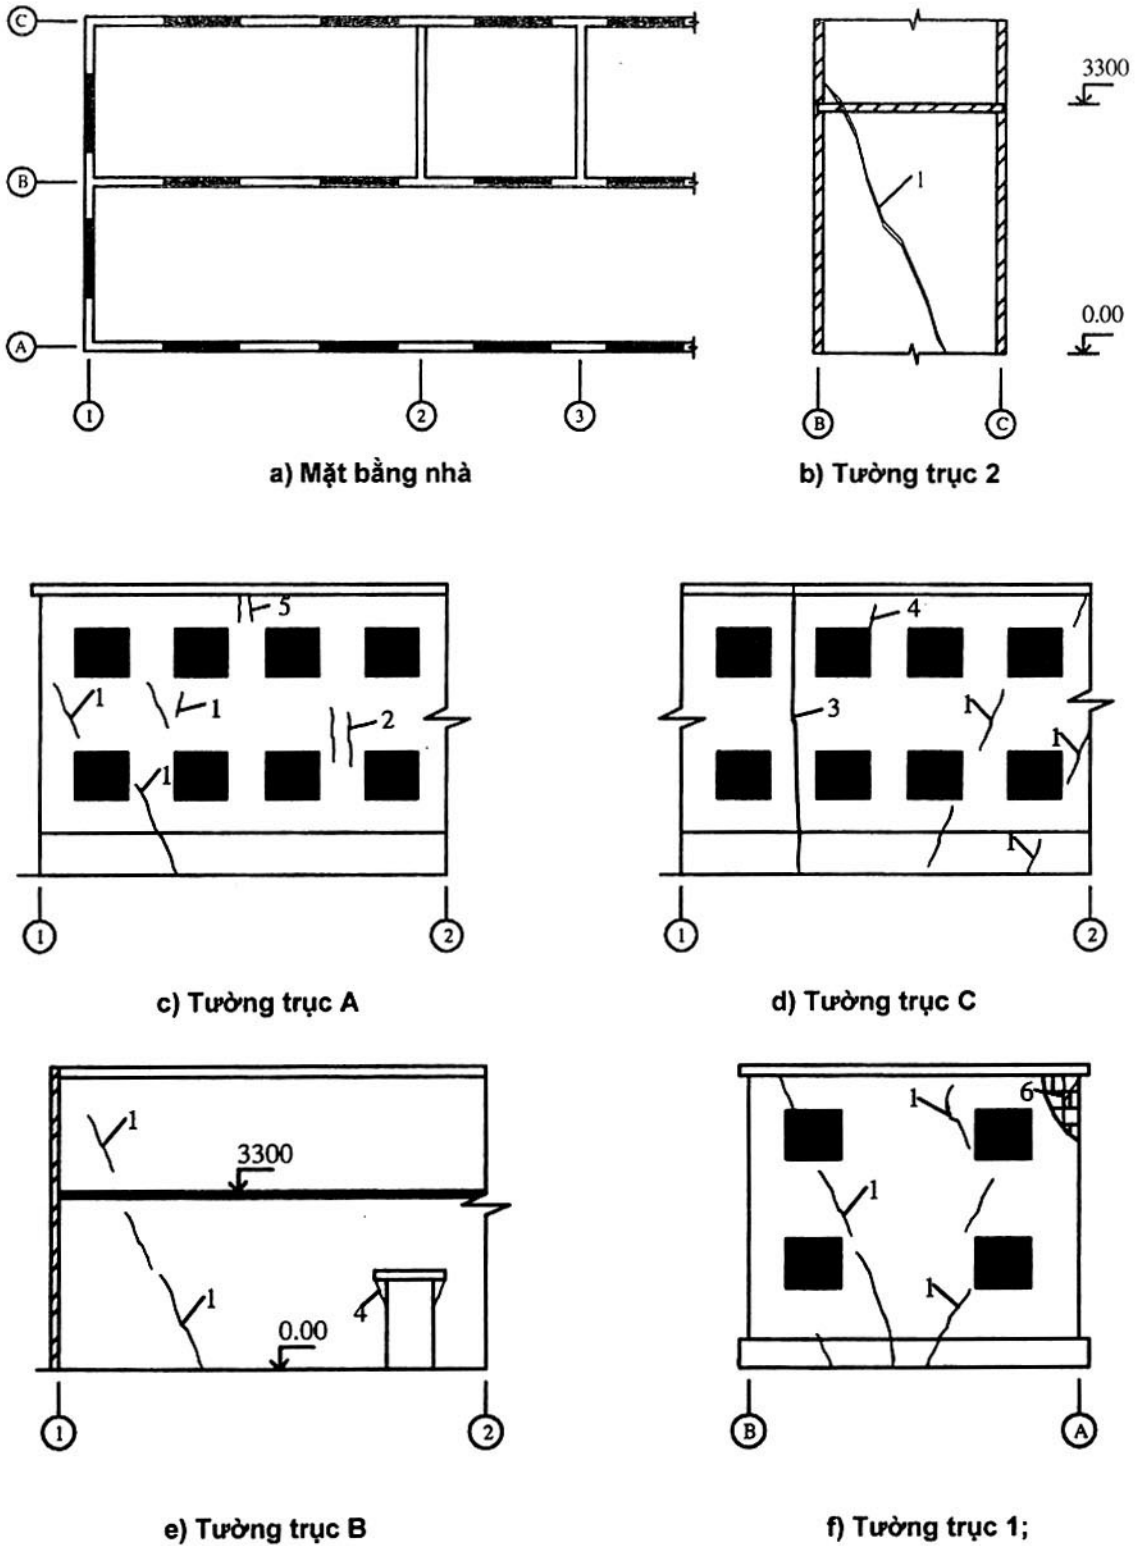 C
B
A
1
2
3
a) Mặt bằng nhà
3300
1
0.00
B
C
b) Tường trục 2
5
1
1
2
1
1
2
c) Tường trục A
4
1
3
1
1
1
2
d) Tường trục C
1
3300
1
4
0.00
1
2
e) Tường trục B
1
6
1
1
B
A
f) Tường trục 1;